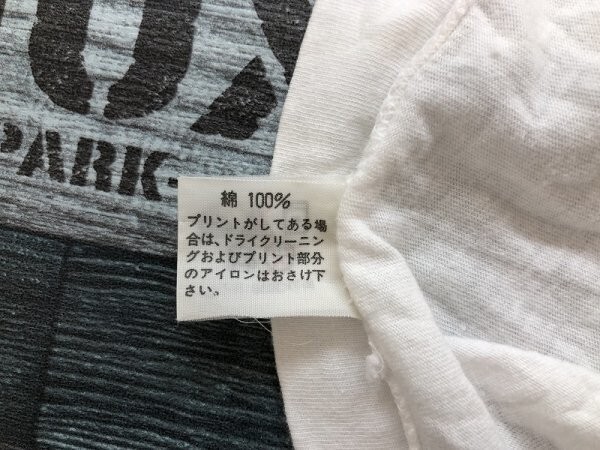 PARK-
綿 100%
プリントがしてある場
合は、ドライクリーニン
グおよびプリント部分
のアイロンはおさけ下
さい。